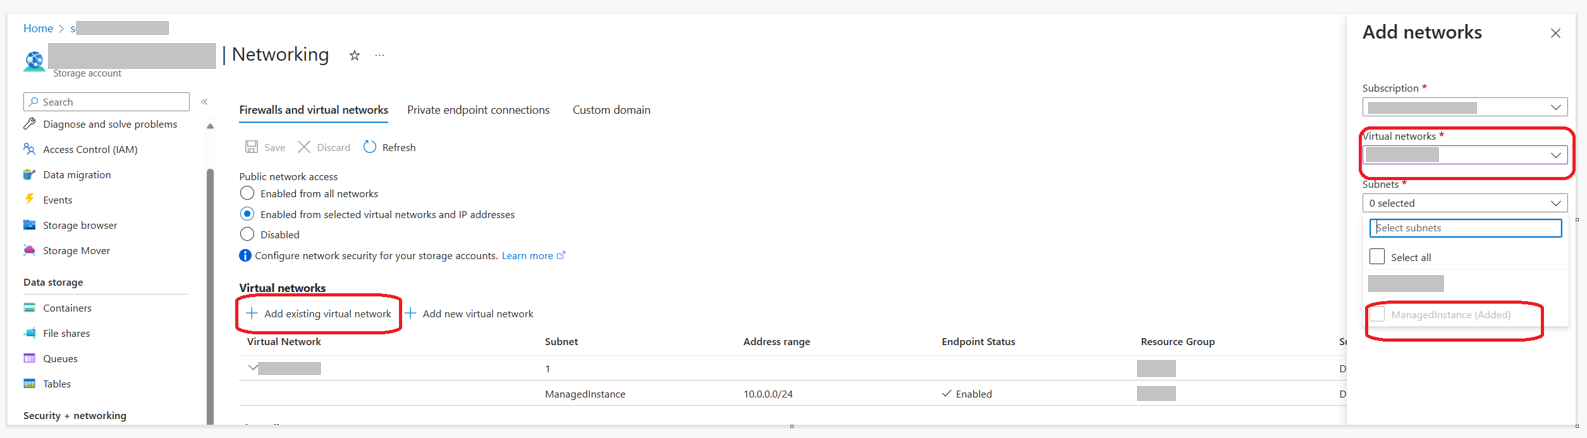 Home > s
| Networking ☆ ...
Storage account
Search «
Diagnose and solve problems
Access Control (IAM)
Data migration
Events
Storage browser
Storage Mover
Data storage
Containers
File shares
Queues
Tables
Security + networking
Firewalls and virtual networks Private endpoint connections Custom domain
Save Discard Refresh
Public network access
Enabled from all networks
Enabled from selected virtual networks and IP addresses
Disabled
Configure network security for your storage accounts. Learn more
Virtual networks
+ Add existing virtual network + Add new virtual network
Virtual Network Subnet Address range Endpoint Status Resource Group Su
1 D
ManagedInstance 10.0.0.0/24 Enabled D
Add networks
Subscription *
Virtual networks *
Subnets *
0 selected
Select subnets
Select all
ManagedInstance (Added)